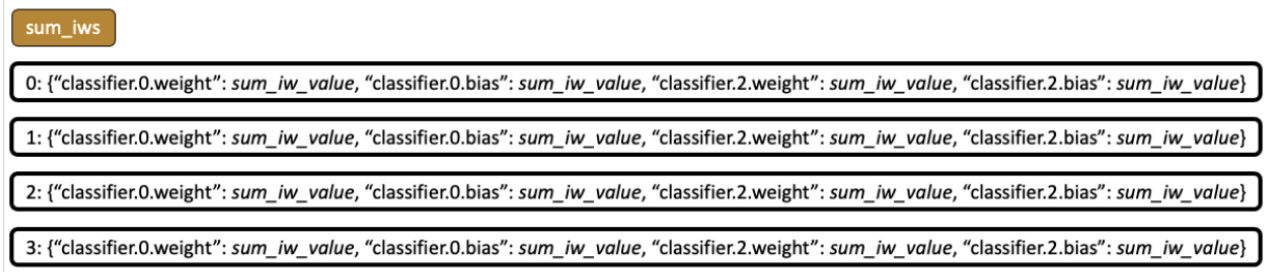 sum_iws
0: {“classifier.0.weight”: sum_iw_value, “classifier.0.bias”: sum_iw_value, “classifier.2.weight”: sum_iw_value, “classifier.2.bias”: sum_iw_value}
1: {“classifier.0.weight”: sum_iw_value, “classifier.0.bias”: sum_iw_value, “classifier.2.weight”: sum_iw_value, “classifier.2.bias”: sum_iw_value}
2: {“classifier.0.weight”: sum_iw_value, “classifier.0.bias”: sum_iw_value, “classifier.2.weight”: sum_iw_value, “classifier.2.bias”: sum_iw_value}
3: {“classifier.0.weight”: sum_iw_value, “classifier.0.bias”: sum_iw_value, “classifier.2.weight”: sum_iw_value, “classifier.2.bias”: sum_iw_value}